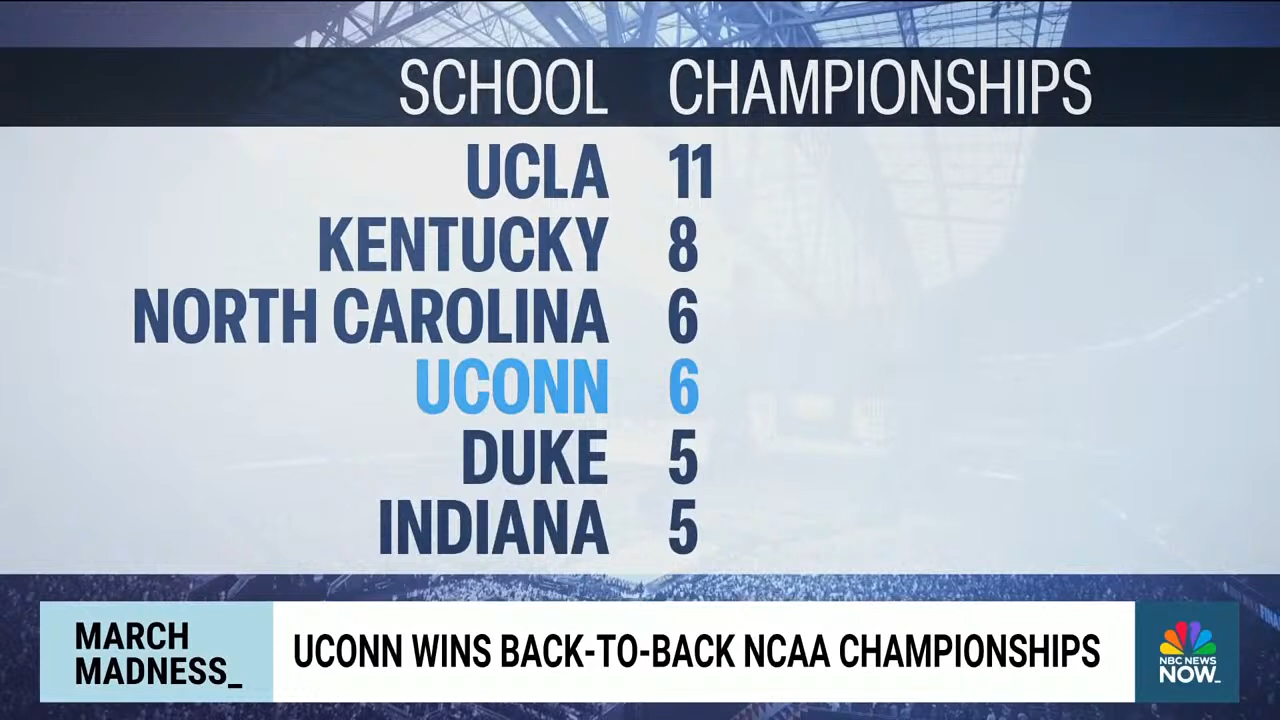 SCHOOL CHAMPIONSHIPS
UCLA 11
KENTUCKY 8
NORTH CAROLINA 6
UCONN 6
DUKE 5
INDIANA 5
MARCH
MADNESS_
UCONN WINS BACK-TO-BACK NCAA CHAMPIONSHIPS
NBC NEWS
NOW_